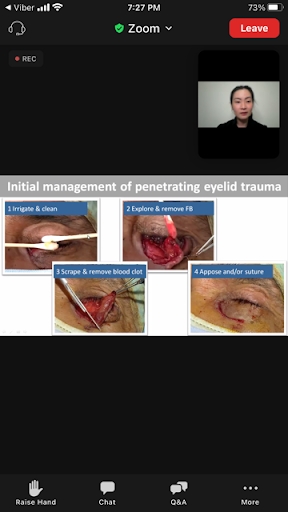 Viber
7:27 PM
73%
Zoom
Leave
REC
Initial management of penetrating eyelid trauma
1 Irrigate & clean
2 Explore & remove FB
3 Scrape & remove blood clot
4 Appose and/or suture
Raise Hand
Chat
Q&A
More